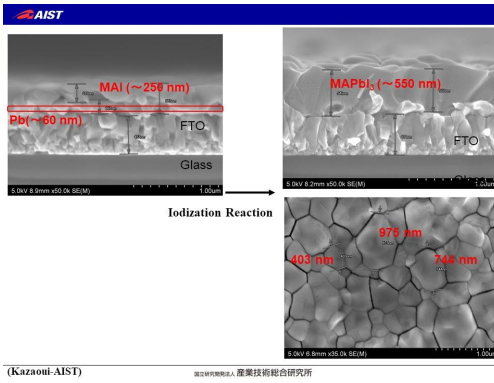 AIST
MAI (~250 nm)
Pb(~60 nm)
FTO
Glass
5.0kV 8.9mm x50.0k SE(M) 1.00um
MAPbI₃ (~550 nm)
FTO
5.0kV 8.2mm x50.0k SE(M) 1.00um
Iodization Reaction
975 nm
403 nm
744 nm
5.0kV 6.8mm x35.0k SE(M) 1.00um
(Kazaoui-AIST)
国立研究開発法人 産業技術総合研究所